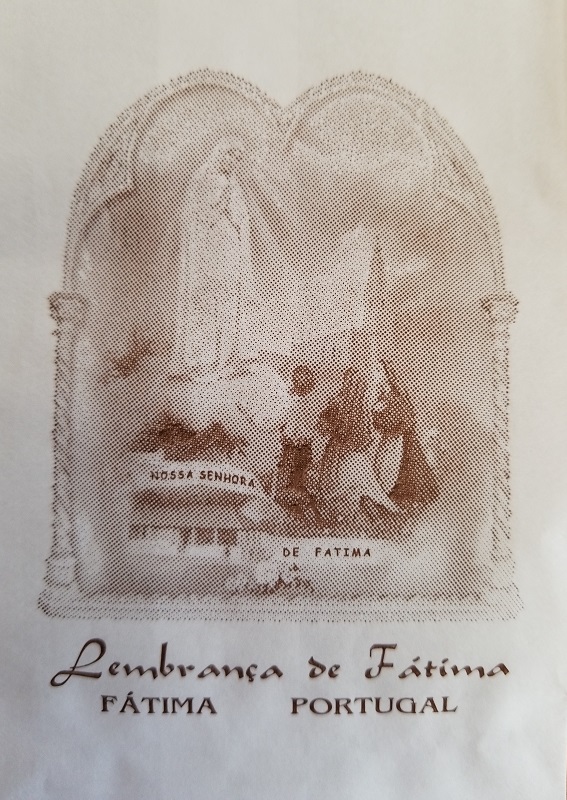 NOSSA SENHORA
DE FATIMA
Lembrança de Fátima
FÁTIMA PORTUGAL